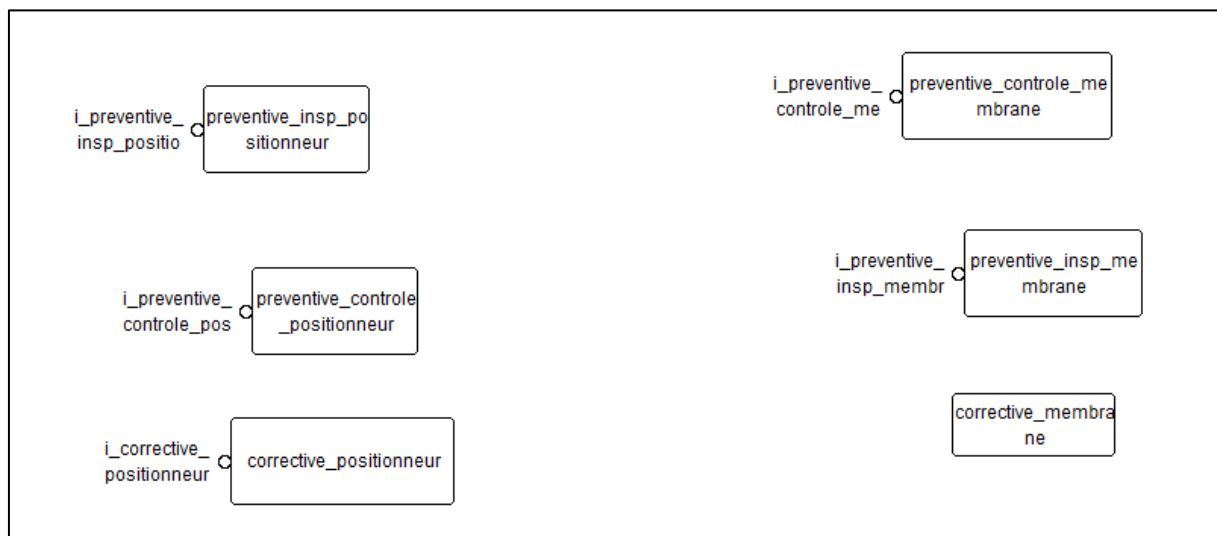 i_preventive_
insp_positio
preventive_insp_po
sitionneur
i_preventive_
controle_pos
preventive_controle
_positionneur
i_corrective_
positionneur
corrective_positionneur
i_preventive_
controle_me
preventive_controle_me
mbrane
i_preventive_
insp_membr
preventive_insp_me
mbrane
corrective_membra
ne